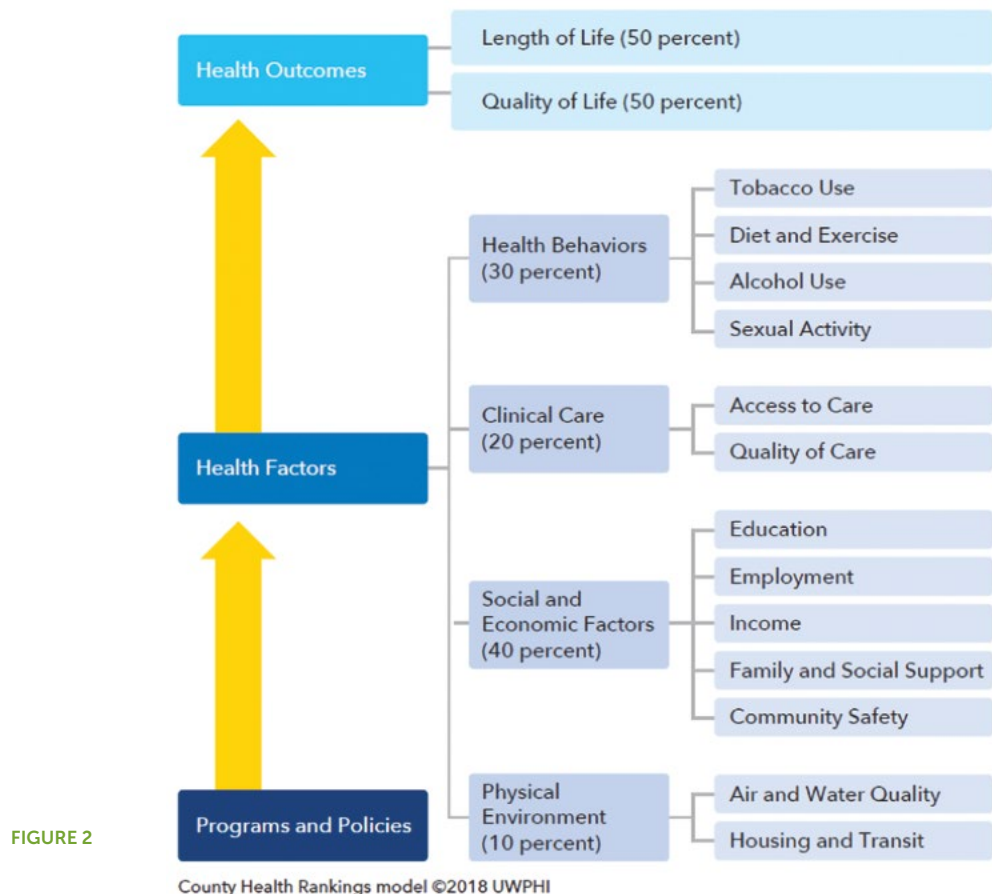 Health Outcomes
Length of Life (50 percent)
Quality of Life (50 percent)
Health Factors
Health Behaviors
(30 percent)
Tobacco Use
Diet and Exercise
Alcohol Use
Sexual Activity
Clinical Care
(20 percent)
Access to Care
Quality of Care
Social and
Economic Factors
(40 percent)
Education
Employment
Income
Family and Social Support
Community Safety
Physical
Environment
(10 percent)
Air and Water Quality
Housing and Transit
Programs and Policies
FIGURE 2
County Health Rankings model ©2018 UWPHI